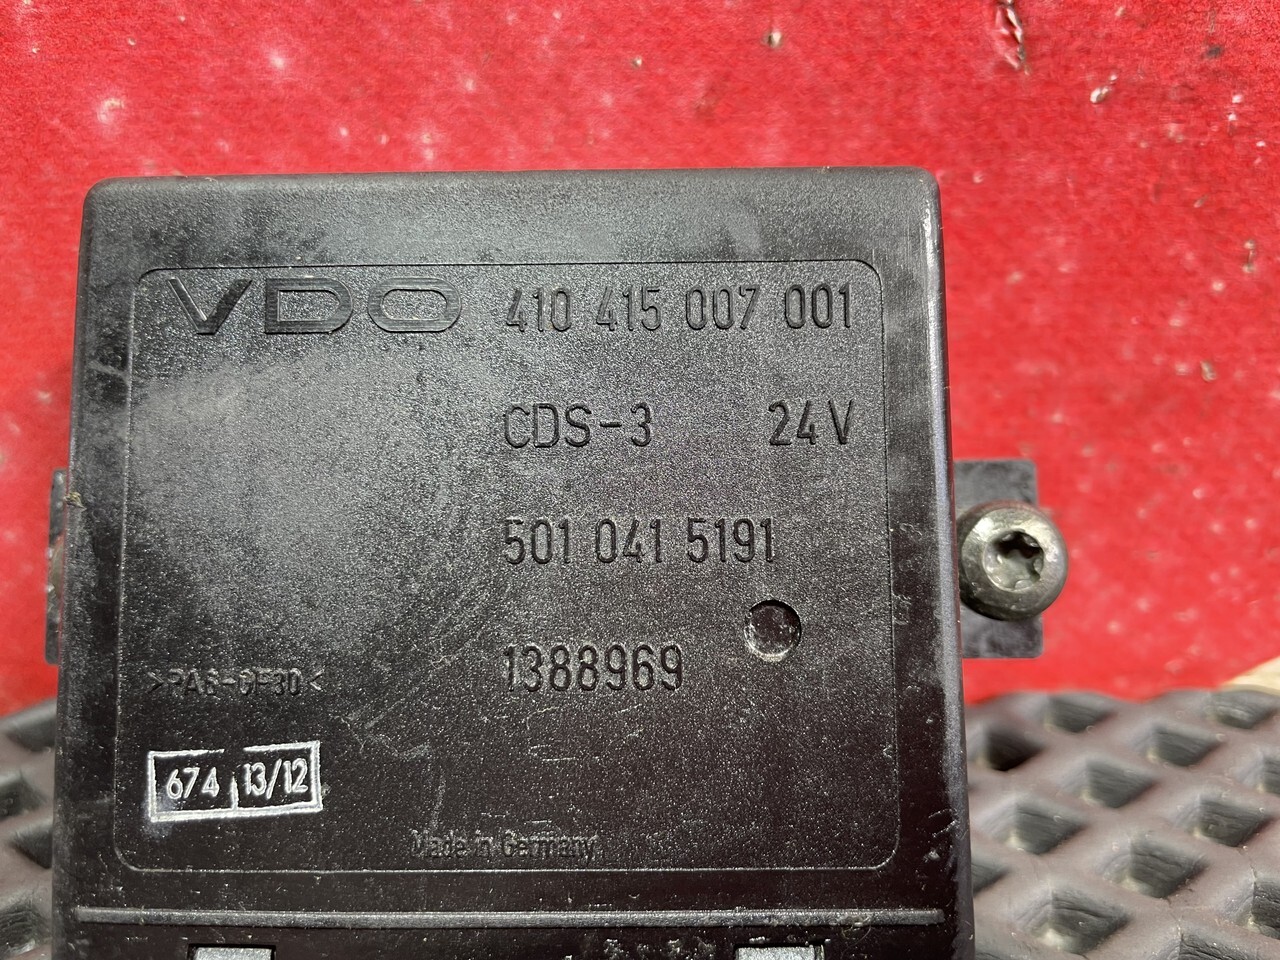 VDO 410 415 007 001
CDS-3 24V
501 041 5191
1388969
>PA6-GF30<
674 13/12
Made in Germany